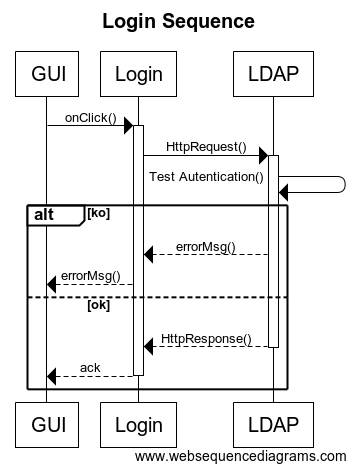 Login Sequence
GUI Login LDAP
onClick()
HttpRequest()
Test Autentication()
alt [ko]
errorMsg()
errorMsg()
[ok]
HttpResponse()
ack
GUI Login LDAP
www.websequencediagrams.com